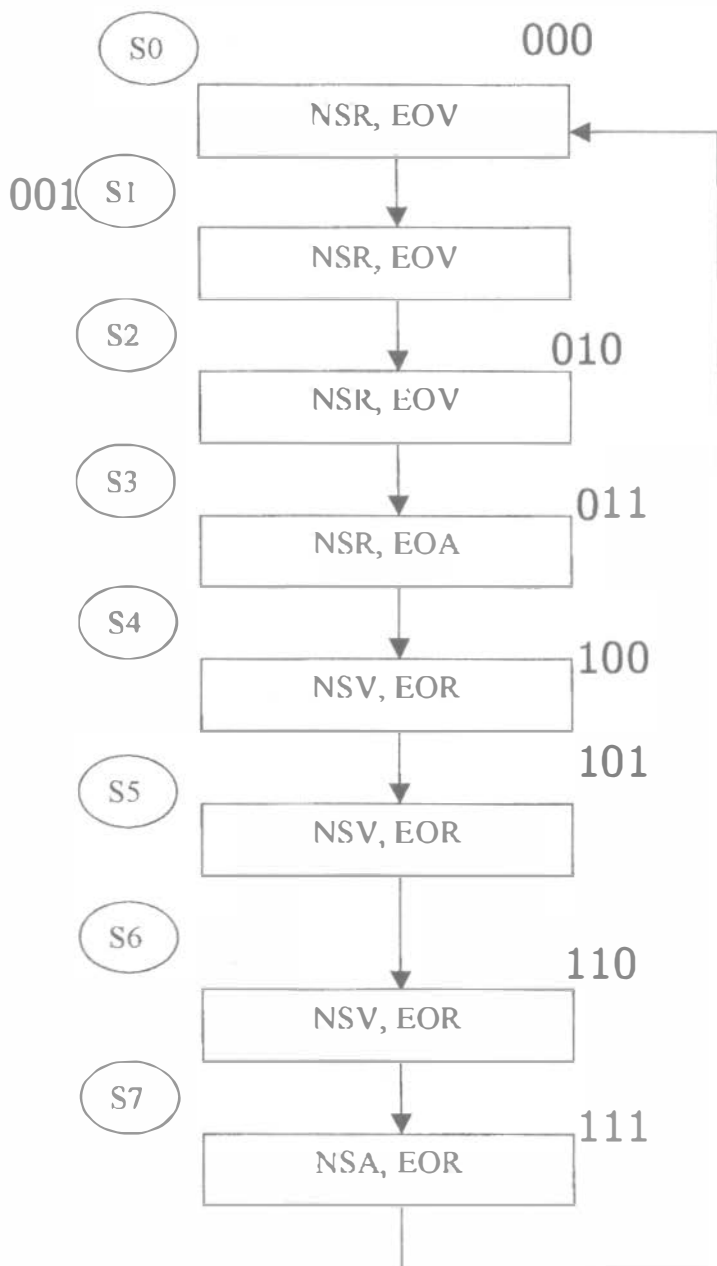 S0 000
NSR, EOV
001 S1
NSR, EOV
S2 010
NSR, EOV
S3 011
NSR, EOA
S4 100
NSV, EOR
101
S5
NSV, EOR
S6 110
NSV, EOR
S7 111
NSA, EOR